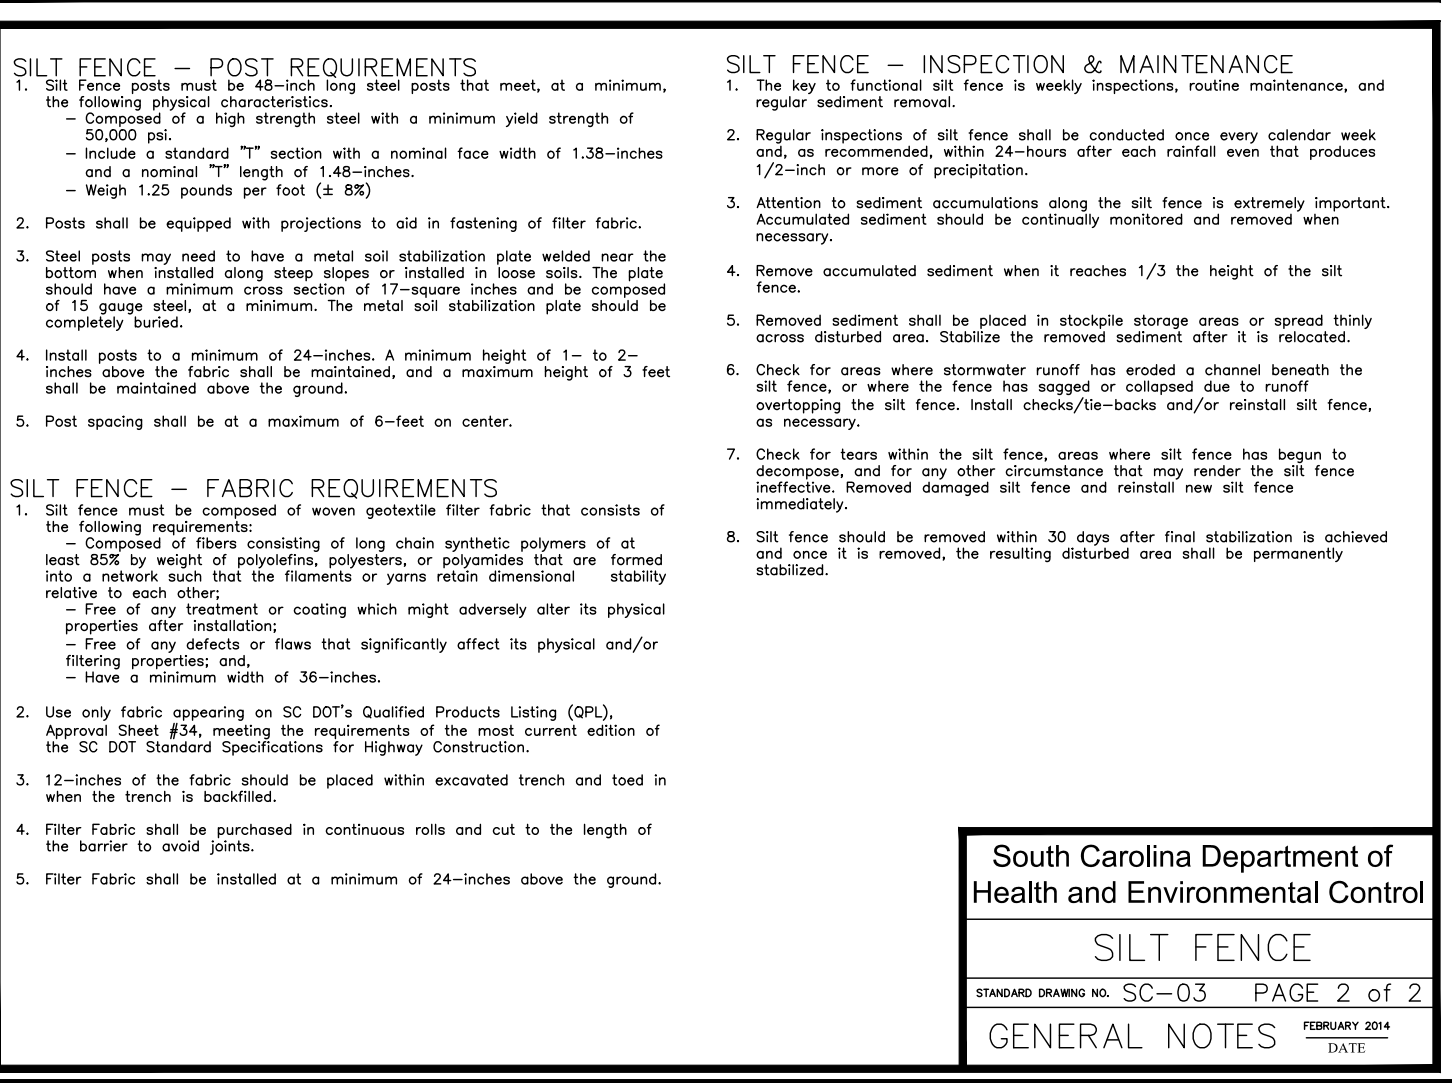 SILT FENCE – POST REQUIREMENTS
1. Silt Fence posts must be 48–inch long steel posts that meet, at a minimum,
the following physical characteristics.
– Composed of a high strength steel with a minimum yield strength of
50,000 psi.
– Include a standard "T" section with a nominal face width of 1.38–inches
and a nominal "T" length of 1.48–inches.
– Weigh 1.25 pounds per foot (± 8%)
2. Posts shall be equipped with projections to aid in fastening of filter fabric.
3. Steel posts may need to have a metal soil stabilization plate welded near the
bottom when installed along steep slopes or installed in loose soils. The plate
should have a minimum cross section of 17–square inches and be composed
of 15 gauge steel, at a minimum. The metal soil stabilization plate should be
completely buried.
4. Install posts to a minimum of 24–inches. A minimum height of 1– to 2–
inches above the fabric shall be maintained, and a maximum height of 3 feet
shall be maintained above the ground.
5. Post spacing shall be at a maximum of 6–feet on center.
SILT FENCE – FABRIC REQUIREMENTS
1. Silt fence must be composed of woven geotextile filter fabric that consists of
the following requirements:
– Composed of fibers consisting of long chain synthetic polymers of at
least 85% by weight of polyolefins, polyesters, or polyamides that are formed
into a network such that the filaments or yarns retain dimensional stability
relative to each other;
– Free of any treatment or coating which might adversely alter its physical
properties after installation;
– Free of any defects or flaws that significantly affect its physical and/or
filtering properties; and,
– Have a minimum width of 36–inches.
2. Use only fabric appearing on SC DOT's Qualified Products Listing (QPL),
Approval Sheet #34, meeting the requirements of the most current edition of
the SC DOT Standard Specifications for Highway Construction.
3. 12–inches of the fabric should be placed within excavated trench and toed in
when the trench is backfilled.
4. Filter Fabric shall be purchased in continuous rolls and cut to the length of
the barrier to avoid joints.
5. Filter Fabric shall be installed at a minimum of 24–inches above the ground.
SILT FENCE – INSPECTION & MAINTENANCE
1. The key to functional silt fence is weekly inspections, routine maintenance, and
regular sediment removal.
2. Regular inspections of silt fence shall be conducted once every calendar week
and, as recommended, within 24–hours after each rainfall even that produces
1/2–inch or more of precipitation.
3. Attention to sediment accumulations along the silt fence is extremely important.
Accumulated sediment should be continually monitored and removed when
necessary.
4. Remove accumulated sediment when it reaches 1/3 the height of the silt
fence.
5. Removed sediment shall be placed in stockpile storage areas or spread thinly
across disturbed area. Stabilize the removed sediment after it is relocated.
6. Check for areas where stormwater runoff has eroded a channel beneath the
silt fence, or where the fence has sagged or collapsed due to runoff
overtopping the silt fence. Install checks/tie–backs and/or reinstall silt fence,
as necessary.
7. Check for tears within the silt fence, areas where silt fence has begun to
decompose, and for any other circumstance that may render the silt fence
ineffective. Removed damaged silt fence and reinstall new silt fence
immediately.
8. Silt fence should be removed within 30 days after final stabilization is achieved
and once it is removed, the resulting disturbed area shall be permanently
stabilized.
South Carolina Department of
Health and Environmental Control
SILT FENCE
STANDARD DRAWING NO. SC–03 PAGE 2 of 2
GENERAL NOTES FEBRUARY 2014
DATE